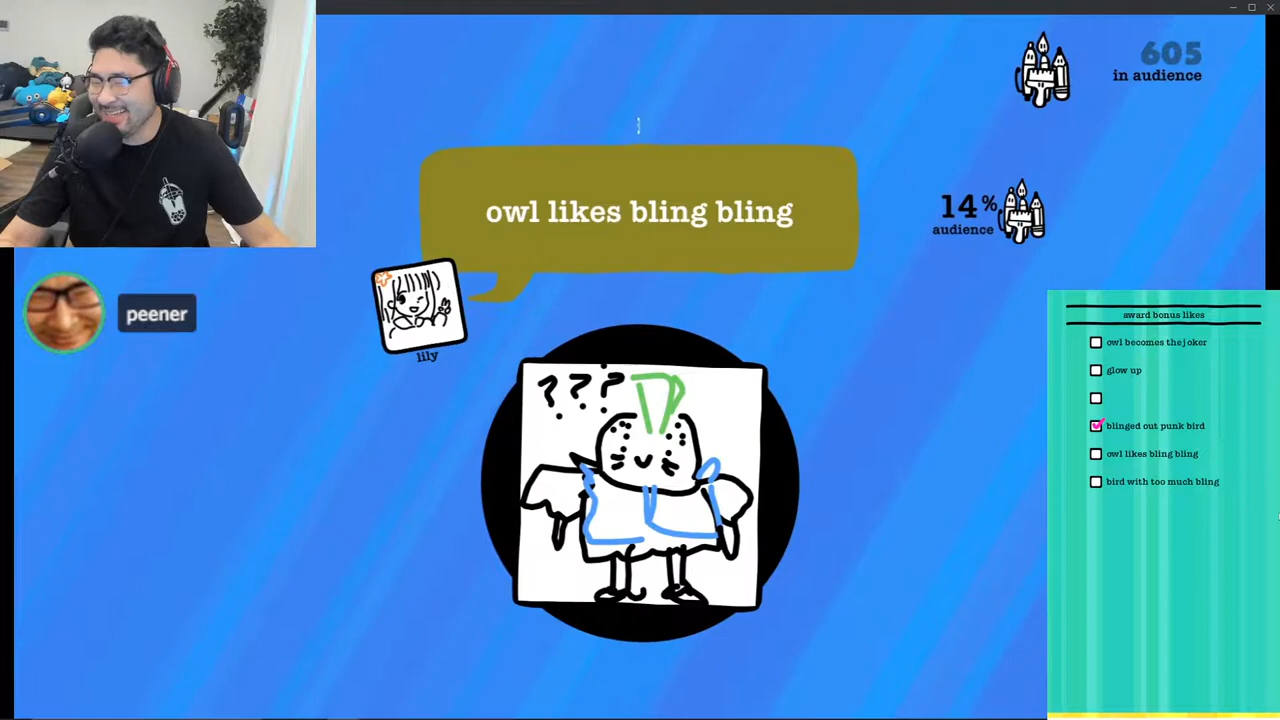 605
in audience
owl likes bling bling
14%
audience
peener
lily
???
award bonus likes
owl becomes the joker
glow up
blinged out punk bird
owl likes bling bling
bird with too much bling